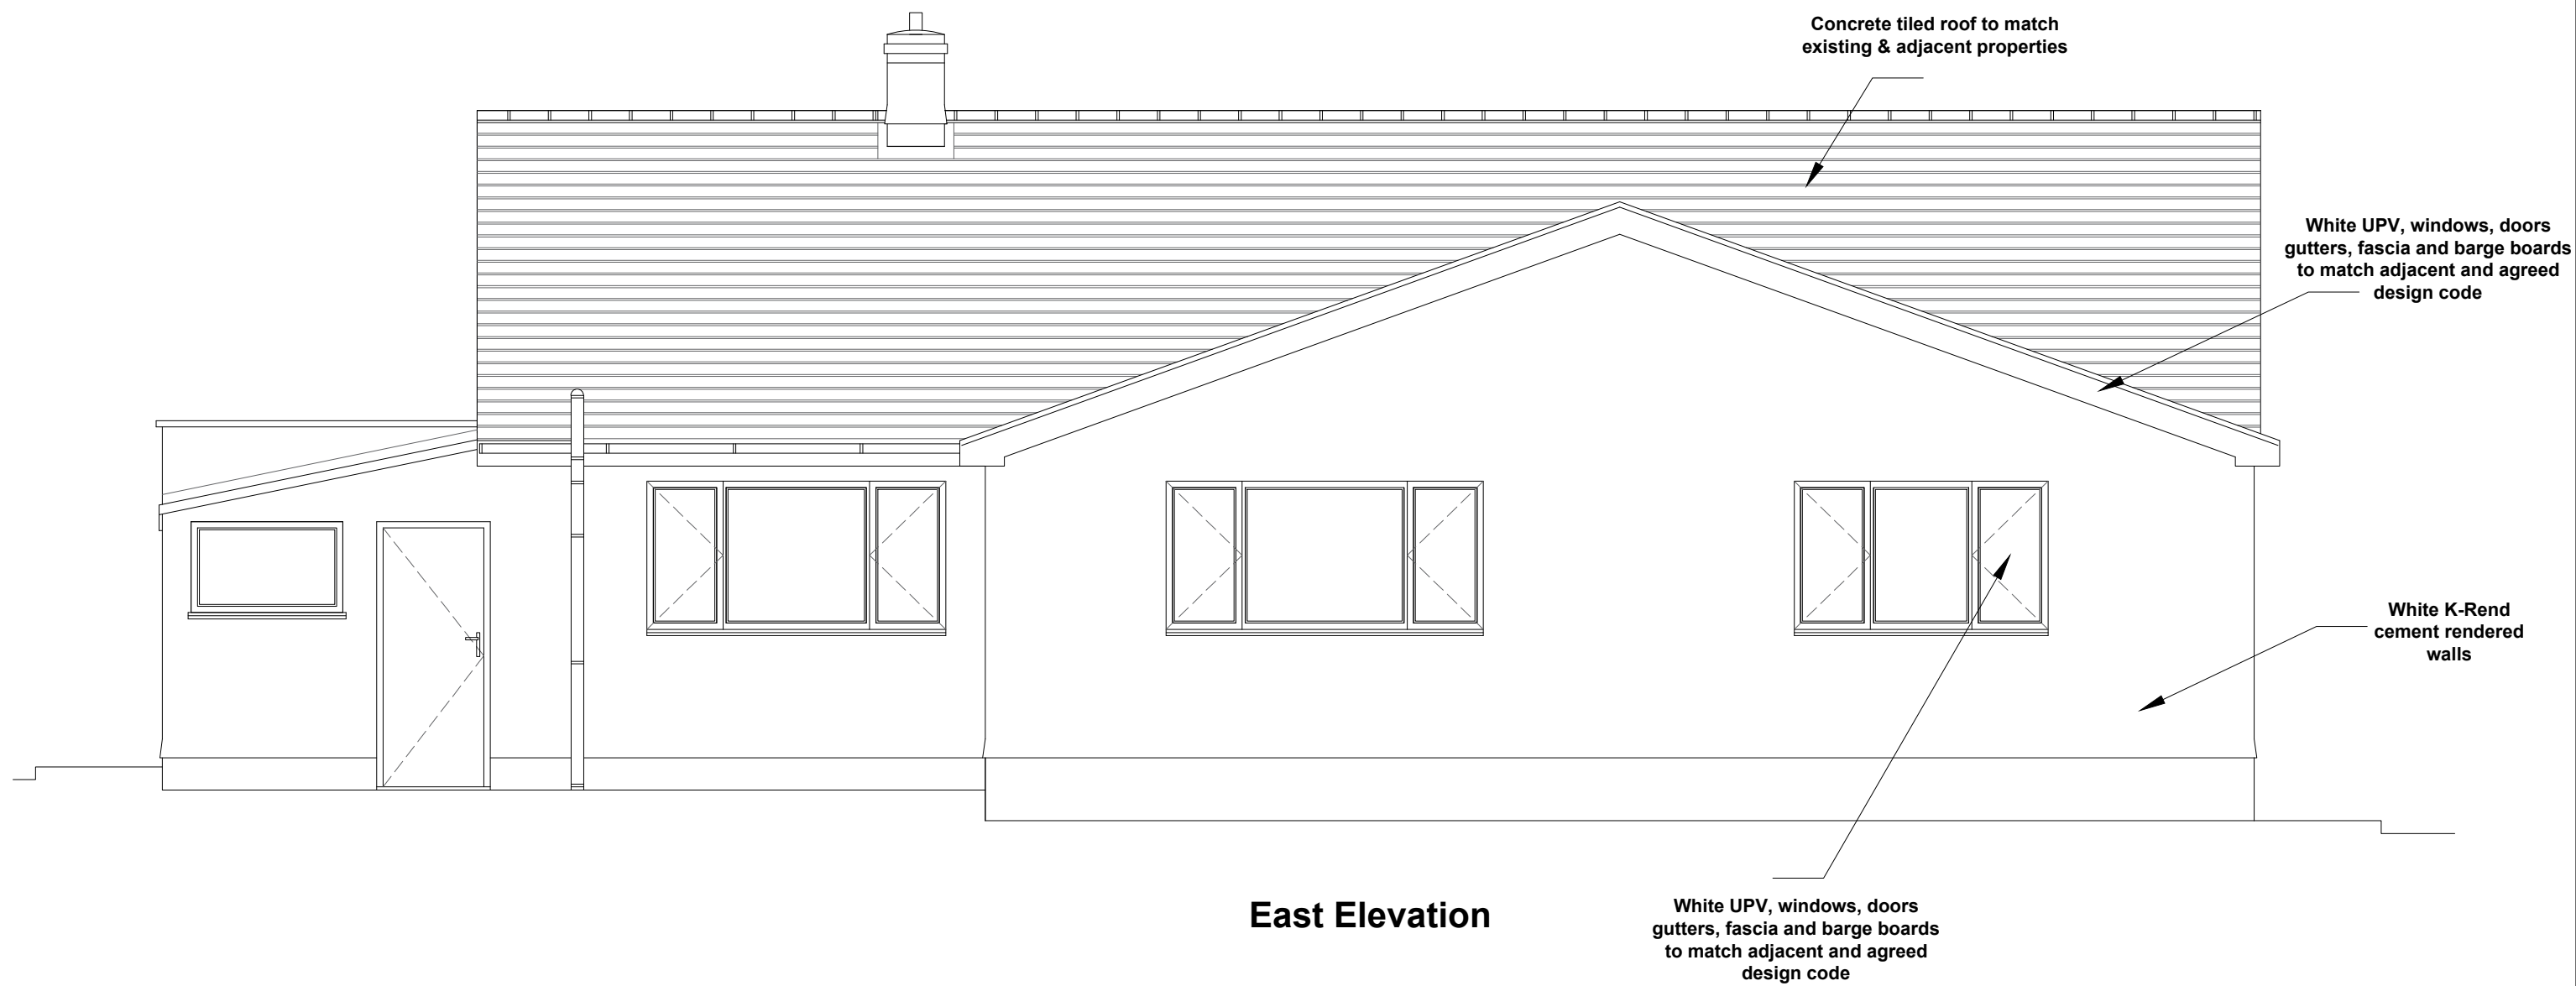 Concrete tiled roof to match
existing & adjacent properties
White UPV, windows, doors
gutters, fascia and barge boards
to match adjacent and agreed
design code
White K-Rend
cement rendered
walls
East Elevation
White UPV, windows, doors
gutters, fascia and barge boards
to match adjacent and agreed
design code